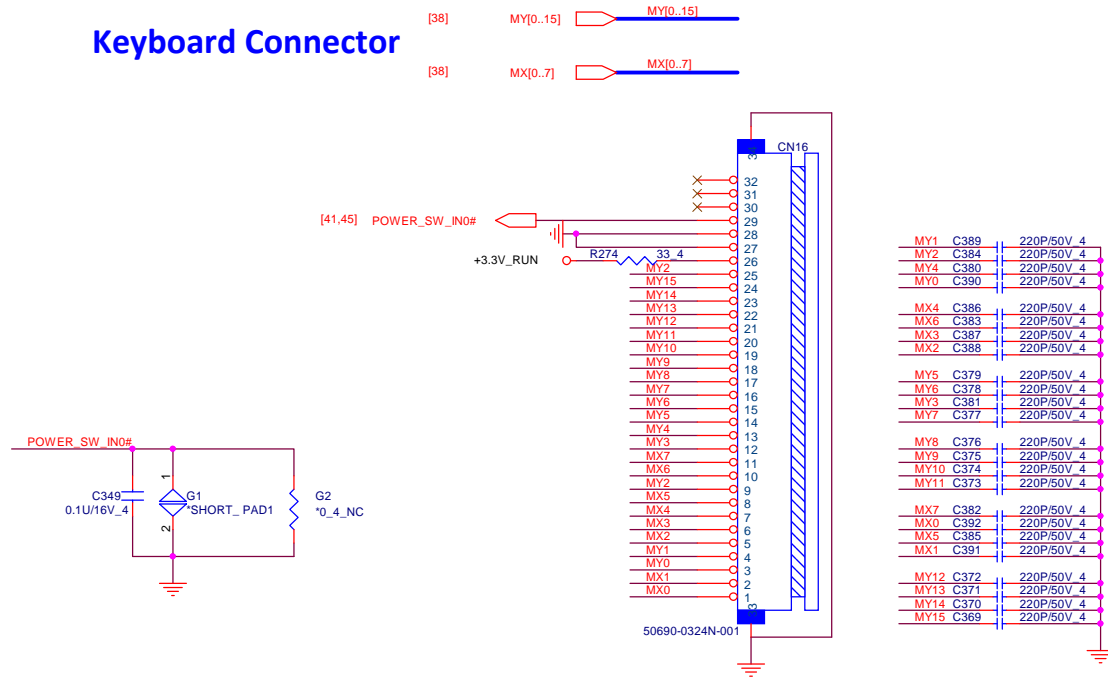 Keyboard Connector
[38] MY[0..15] MY[0..15]
[38] MX[0..7] MX[0..7]
34 CN16
32
31
30
[41,45] POWER_SW_IN0# 29
28
27
+3.3V_RUN R274 33_4 26
MY2 25
MY15 24
MY14 23
MY13 22
MY12 21
MY11 20
MY10 19
MY9 18
MY8 17
MY7 16
MY6 15
MY5 14
MY4 13
MY3 12
MX7 11
MX6 10
MY2 9
MX5 8
MX4 7
MX3 6
MX2 5
MY1 4
MY0 3
MX1 2
MX0 1
33
50690-0324N-001
MY1 C389 220P/50V_4
MY2 C384 220P/50V_4
MY4 C380 220P/50V_4
MY0 C390 220P/50V_4
MX4 C386 220P/50V_4
MX6 C383 220P/50V_4
MX3 C387 220P/50V_4
MX2 C388 220P/50V_4
MY5 C379 220P/50V_4
MY6 C378 220P/50V_4
MY3 C381 220P/50V_4
MY7 C377 220P/50V_4
MY8 C376 220P/50V_4
MY9 C375 220P/50V_4
MY10 C374 220P/50V_4
MY11 C373 220P/50V_4
MX7 C382 220P/50V_4
MX0 C392 220P/50V_4
MX5 C385 220P/50V_4
MX1 C391 220P/50V_4
MY12 C372 220P/50V_4
MY13 C371 220P/50V_4
MY14 C370 220P/50V_4
MY15 C369 220P/50V_4
POWER_SW_IN0#
1
C349 G1 G2
0.1U/16V_4 *SHORT_ PAD1 *0_4_NC
2